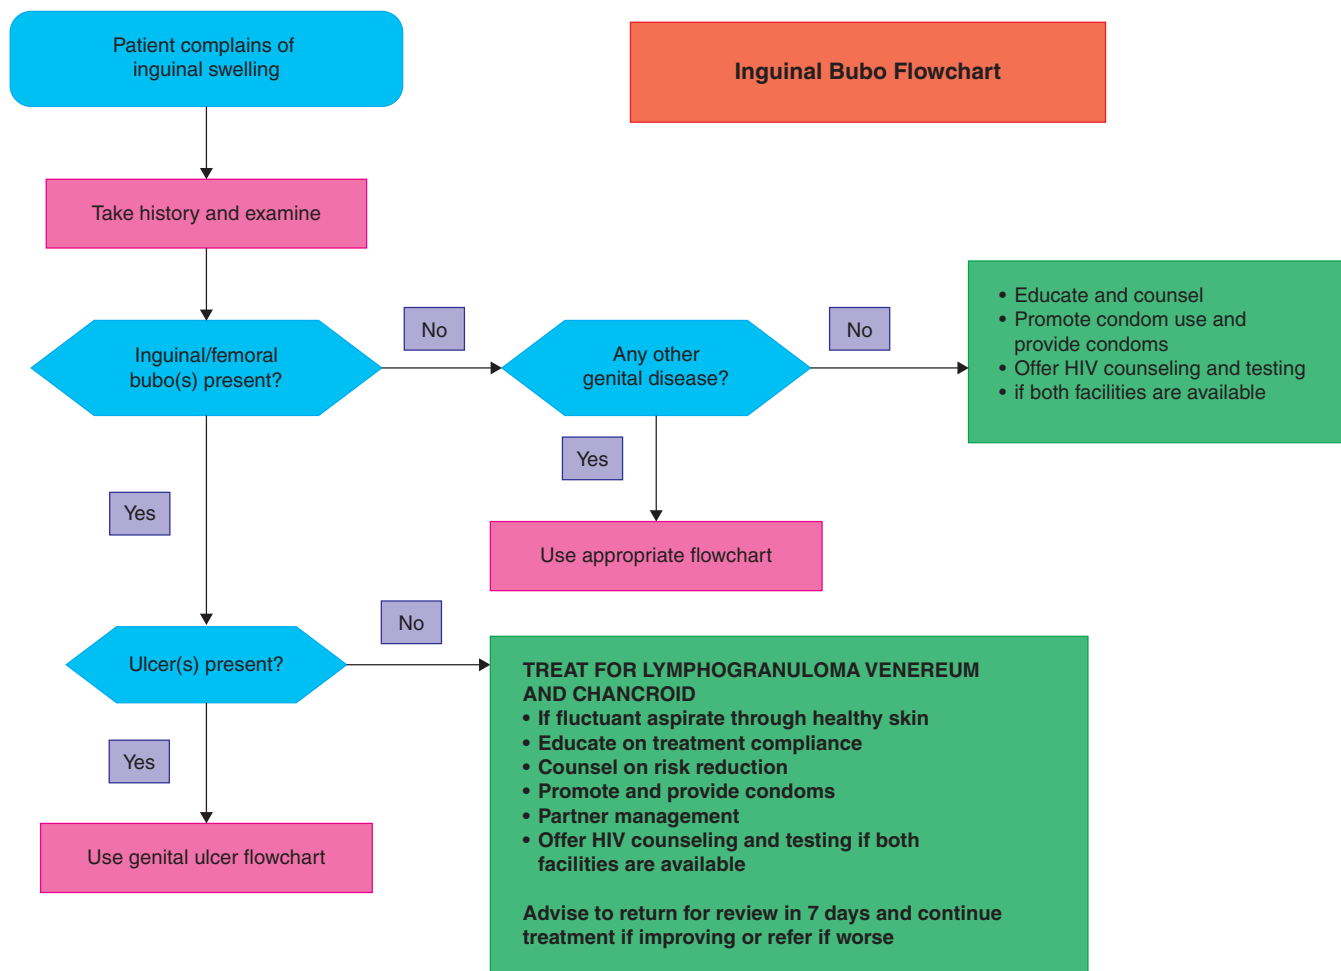 Patient complains of
inguinal swelling
Inguinal Bubo Flowchart
Take history and examine
Inguinal/femoral
bubo(s) present?
No
Any other
genital disease?
No
• Educate and counsel
• Promote condom use and
provide condoms
• Offer HIV counseling and testing
• if both facilities are available
Yes
Use appropriate flowchart
Yes
Ulcer(s) present?
No
TREAT FOR LYMPHOGRANULOMA VENEREUM
AND CHANCROID
• If fluctuant aspirate through healthy skin
• Educate on treatment compliance
• Counsel on risk reduction
• Promote and provide condoms
• Partner management
• Offer HIV counseling and testing if both
facilities are available
Advise to return for review in 7 days and continue
treatment if improving or refer if worse
Yes
Use genital ulcer flowchart